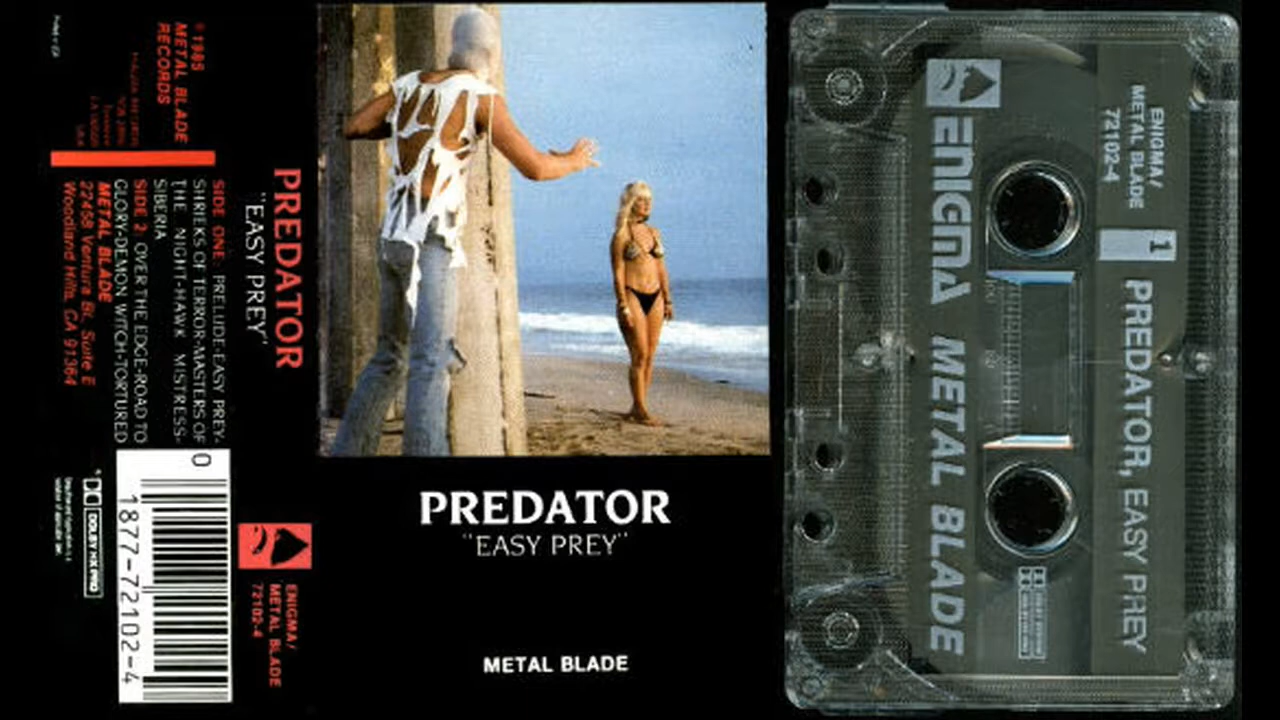 ℗ 1985
METAL BLADE
RECORDS
SIDE ONE: PRELUDE-EASY PREY-
SHRIEKS OF TERROR-MASTERS OF
THE NIGHT-HAWK MISTRESS-
SIBERIA
SIDE 2: OVER THE EDGE-ROAD TO
GLORY-DEMON WITCH-TORTURED
METAL BLADE
22458 Ventura Bl. Suite E
Woodland Hills, CA 91364
DOLBY HX PRO
0
1877-72102-4
PREDATOR
"EASY PREY"
ENIGMA/
METAL BLADE
72102-4
PREDATOR
"EASY PREY"
METAL BLADE
ENIGMA/
METAL BLADE
72102-4
1
PREDATOR, EASY PREY
ENIGMA METAL BLADE